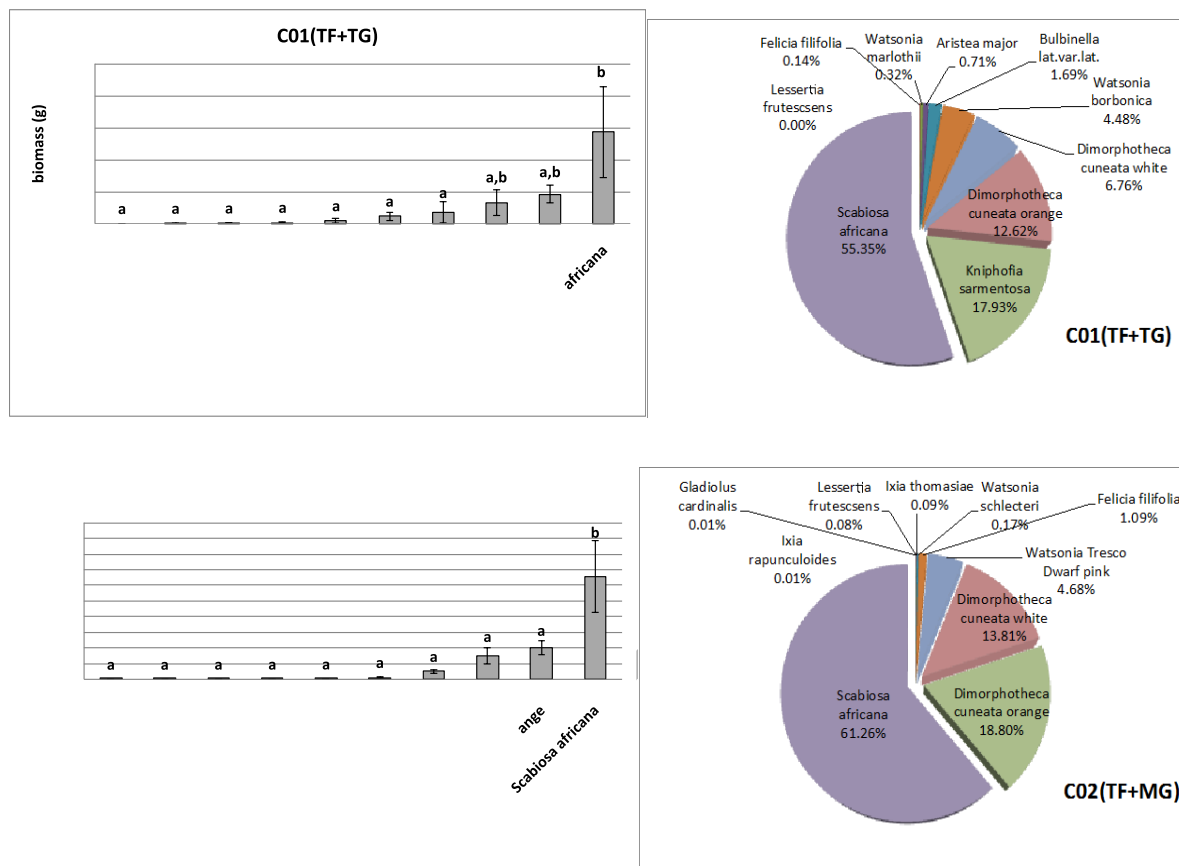 C01(TF+TG)
biomass (g)
a
a
a
a
a
a
a
a,b
a,b
b
africana
Felicia filifolia
0.14%
Watsonia
marlothii
0.32%
Aristea major
0.71%
Bulbinella
lat.var.lat.
1.69%
Lessertia
frutescsens
0.00%
Watsonia
borbonica
4.48%
Dimorphotheca
cuneata white
6.76%
Dimorphotheca
cuneata orange
12.62%
Scabiosa
africana
55.35%
Kniphofia
sarmentosa
17.93%
C01(TF+TG)
a
a
a
a
a
a
a
a
a
b
ange
Scabiosa africana
Gladiolus
cardinalis
0.01%
Lessertia
frutescsens
0.08%
Ixia thomasiae
0.09%
Watsonia
schlecteri
0.17%
Felicia filifolia
1.09%
Ixia
rapunculoides
0.01%
Watsonia Tresco
Dwarf pink
4.68%
Dimorphotheca
cuneata white
13.81%
Scabiosa
africana
61.26%
Dimorphotheca
cuneata orange
18.80%
C02(TF+MG)